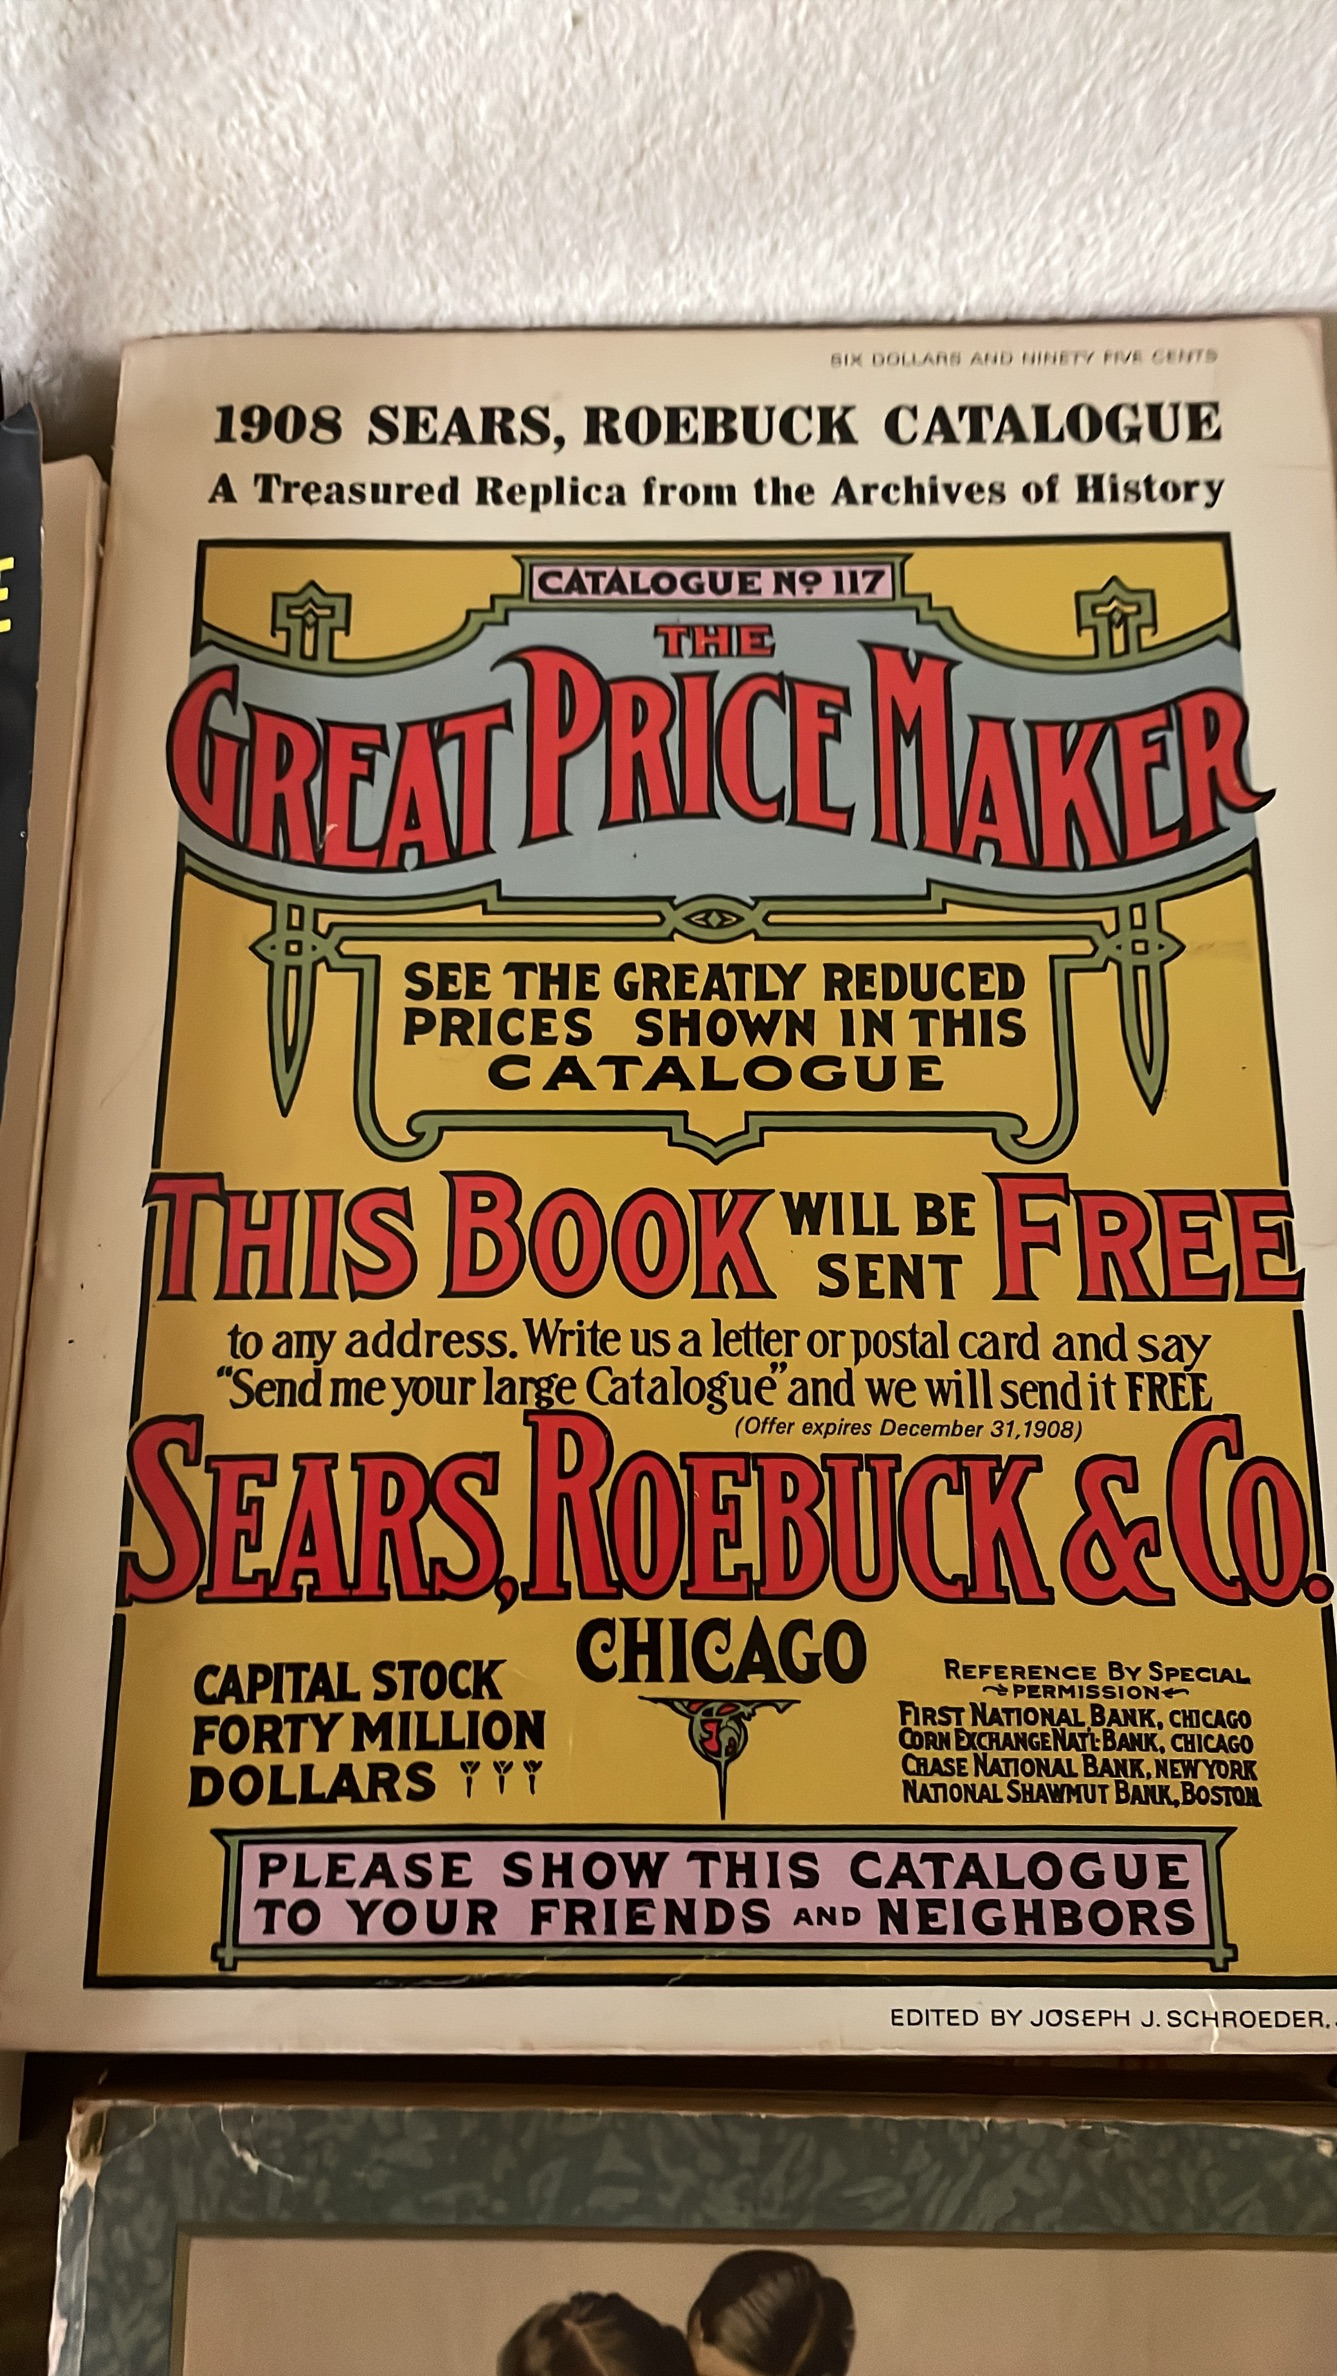 SIX DOLLARS AND NINETY FIVE CENTS
1908 SEARS, ROEBUCK CATALOGUE
A Treasured Replica from the Archives of History
CATALOGUE No 117
THE
GREAT PRICE MAKER
SEE THE GREATLY REDUCED
PRICES SHOWN IN THIS
CATALOGUE
THIS BOOK WILL BE SENT FREE
to any address. Write us a letter or postal card and say
"Send me your large Catalogue" and we will send it FREE
(Offer expires December 31, 1908)
SEARS, ROEBUCK & CO.
CHICAGO
CAPITAL STOCK
FORTY MILLION
DOLLARS
REFERENCE BY SPECIAL
PERMISSION
FIRST NATIONAL BANK, CHICAGO
CORN EXCHANGE NAT'L BANK, CHICAGO
CHASE NATIONAL BANK, NEW YORK
NATIONAL SHAWMUT BANK, BOSTON
PLEASE SHOW THIS CATALOGUE
TO YOUR FRIENDS AND NEIGHBORS
EDITED BY JOSEPH J. SCHROEDER,